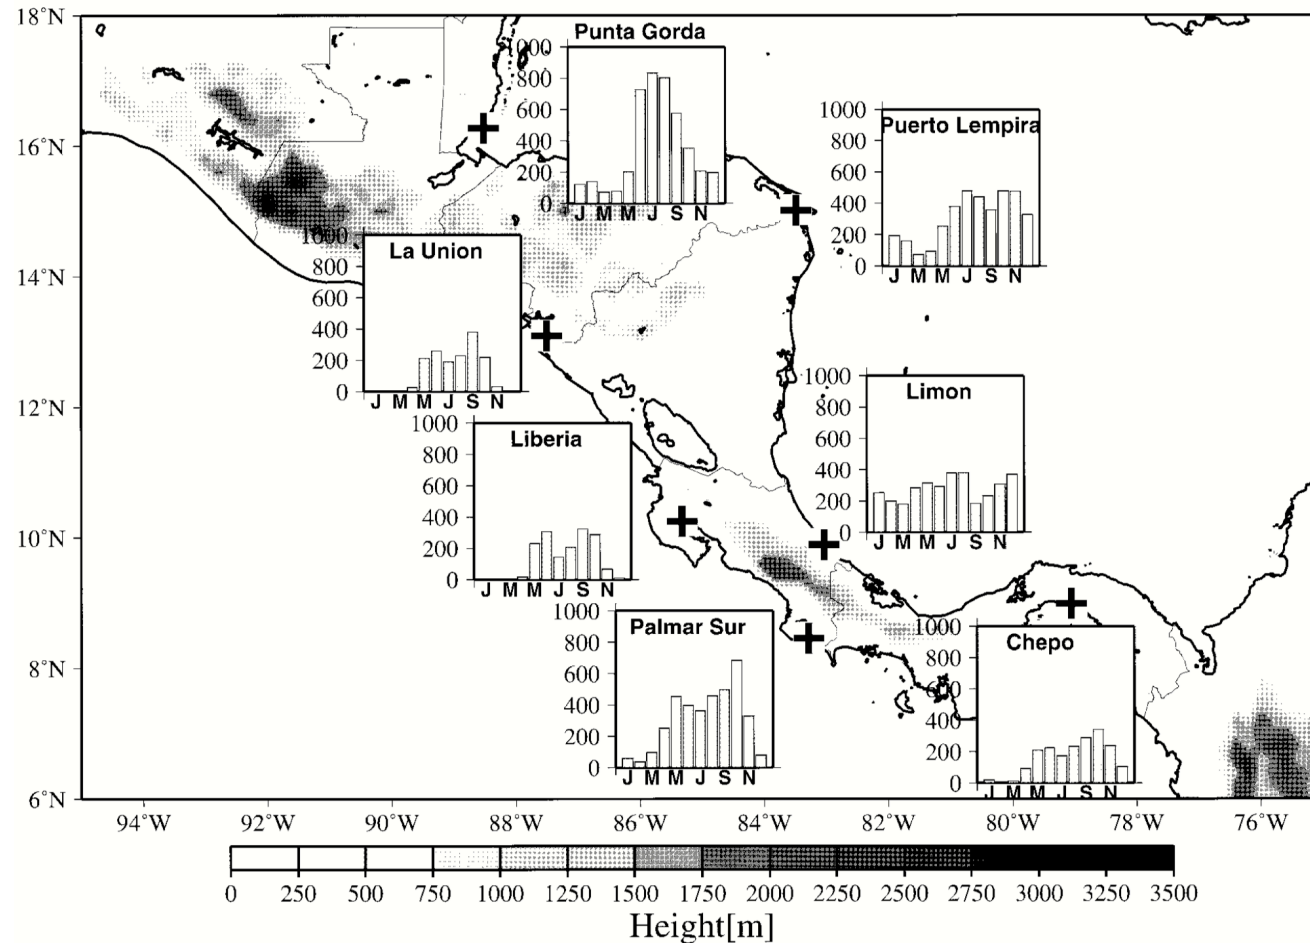 18°N
16°N
14°N
12°N
10°N
8°N
6°N
94°W
92°W
90°W
88°W
86°W
84°W
82°W
80°W
78°W
76°W
Punta Gorda
1000
800
600
400
200
0
J M M J S N
Puerto Lempira
1000
800
600
400
200
0
J M M J S N
La Union
1000
800
600
400
200
0
J M M J S N
Liberia
1000
800
600
400
200
0
J M M J S N
Limon
1000
800
600
400
200
0
J M M J S N
Palmar Sur
1000
800
600
400
200
0
J M M J S N
Chepo
1000
800
600
400
200
0
J M M J S N
0 250 500 750 1000 1250 1500 1750 2000 2250 2500 2750 3000 3250 3500
Height[m]